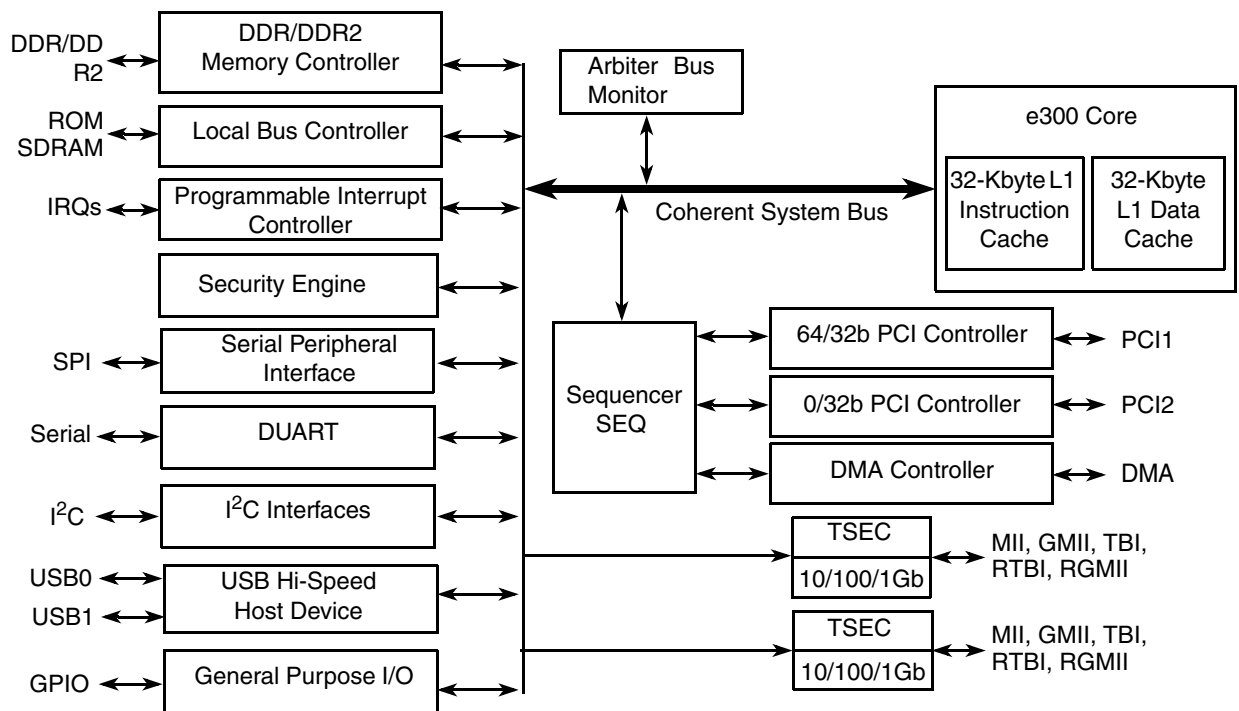 DDR/DD
R2
DDR/DDR2
Memory Controller
ROM
SDRAM
Local Bus Controller
IRQs
Programmable Interrupt
Controller
Security Engine
SPI
Serial Peripheral
Interface
Serial
DUART
I²C
I²C Interfaces
USB0
USB1
USB Hi-Speed
Host Device
GPIO
General Purpose I/O
Arbiter Bus
Monitor
Coherent System Bus
e300 Core
32-Kbyte L1
Instruction
Cache
32-Kbyte
L1 Data
Cache
Sequencer
SEQ
64/32b PCI Controller
PCI1
0/32b PCI Controller
PCI2
DMA Controller
DMA
TSEC
10/100/1Gb
MII, GMII, TBI,
RTBI, RGMII
TSEC
10/100/1Gb
MII, GMII, TBI,
RTBI, RGMII